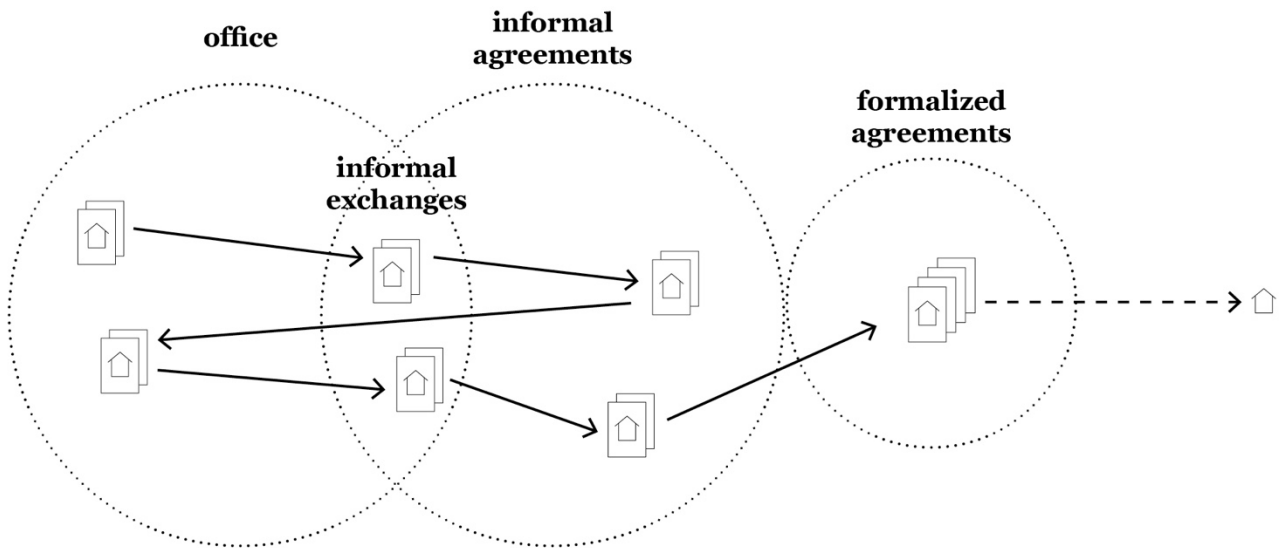 office
informal
agreements
formalized
agreements
informal
exchanges